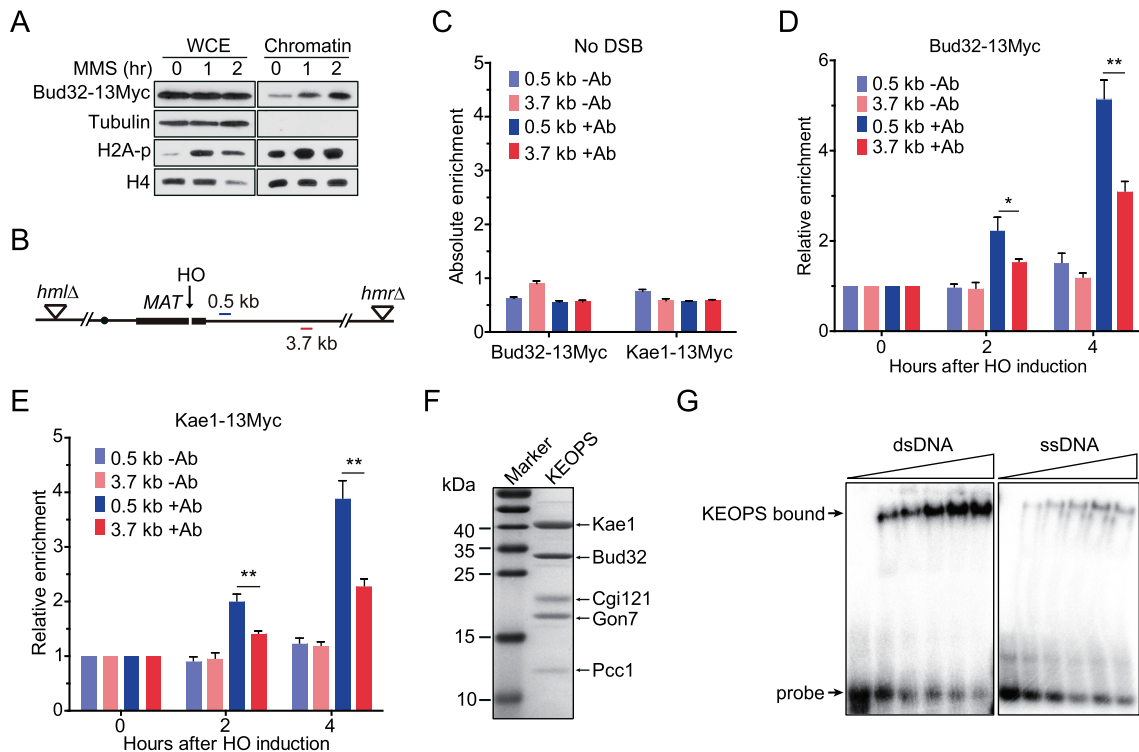 A
WCE Chromatin
MMS (hr) 0 1 2 0 1 2
Bud32-13Myc
Tubulin
H2A-p
H4
B
hmlΔ
MAT
HO
0.5 kb
3.7 kb
hmrΔ
C
No DSB
Absolute enrichment
5
4
3
2
1
0
0.5 kb -Ab
3.7 kb -Ab
0.5 kb +Ab
3.7 kb +Ab
Bud32-13Myc Kae1-13Myc
D
Bud32-13Myc
Relative enrichment
6
4
2
0
0.5 kb -Ab
3.7 kb -Ab
0.5 kb +Ab
3.7 kb +Ab
*
**
0 2 4
Hours after HO induction
E
Kae1-13Myc
Relative enrichment
5
4
3
2
1
0
0.5 kb -Ab
3.7 kb -Ab
0.5 kb +Ab
3.7 kb +Ab
**
**
0 2 4
Hours after HO induction
F
Marker
KEOPS
kDa
40
35
25
15
10
Kae1
Bud32
Cgi121
Gon7
Pcc1
G
dsDNA ssDNA
KEOPS bound
probe